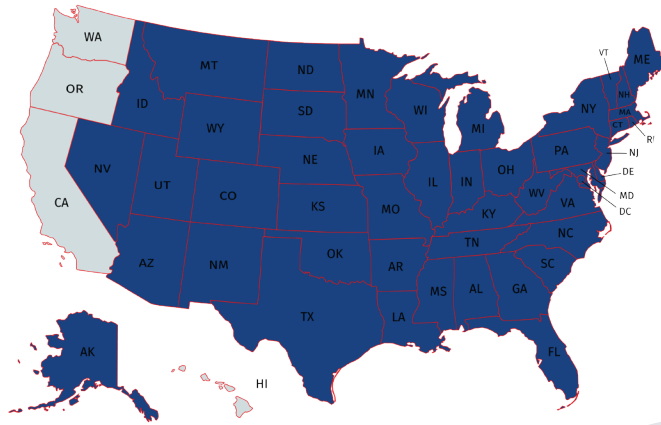 WA
OR
CA
ID
NV
MT
WY
UT
AZ
CO
NM
ND
SD
NE
KS
OK
TX
MN
IA
MO
AR
LA
WI
IL
MI
IN
OH
KY
TN
MS
AL
GA
FL
SC
NC
VA
WV
PA
NY
VT
NH
ME
MA
CT
RI
NJ
DE
MD
DC
AK
HI